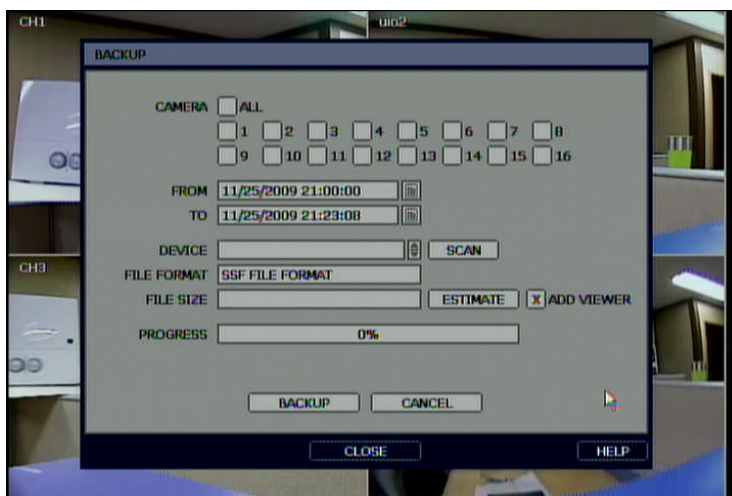 CH1
uio2
BACKUP
CAMERA ALL
1 2 3 4 5 6 7 8
9 10 11 12 13 14 15 16
FROM 11/25/2009 21:00:00
TO 11/25/2009 21:23:08
DEVICE SCAN
FILE FORMAT SSF FILE FORMAT
FILE SIZE ESTIMATE X ADD VIEWER
PROGRESS 0%
BACKUP CANCEL
CLOSE HELP
CH3